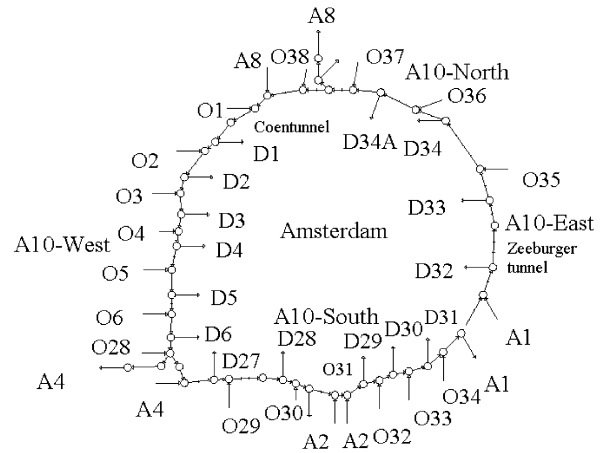 A8
A8
O38
O37
A10-North
O36
O1
Coentunnel
D34A
D34
O2
D1
D2
O35
O3
D33
D3
O4
A10-West
D4
Amsterdam
A10-East
Zeeburger
tunnel
O5
D32
D5
O6
A10-South
D6
D28
D29
D30
D31
A1
O28
D27
O31
A4
A4
O29
O30
A2
A2
O32
O33
O34
A1